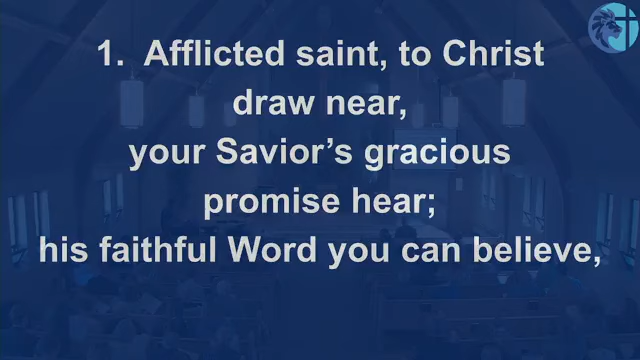 1. Afflicted saint, to Christ
draw near,
your Savior’s gracious
promise hear;
his faithful Word you can believe,